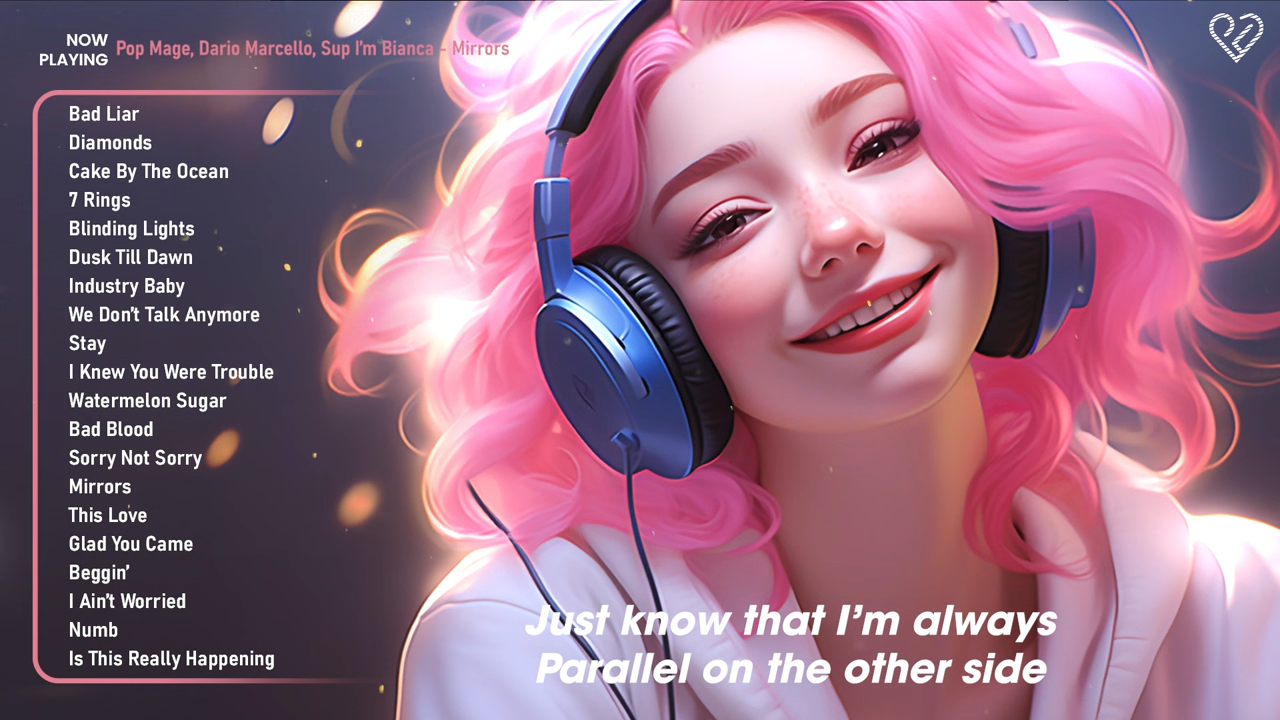 NOW
PLAYING
Pop Mage, Dario Marcello, Sup I'm Bianca - Mirrors
Bad Liar
Diamonds
Cake By The Ocean
7 Rings
Blinding Lights
Dusk Till Dawn
Industry Baby
We Don't Talk Anymore
Stay
I Knew You Were Trouble
Watermelon Sugar
Bad Blood
Sorry Not Sorry
Mirrors
This Love
Glad You Came
Beggin'
I Ain't Worried
Numb
Is This Really Happening
Just know that I'm always
Parallel on the other side